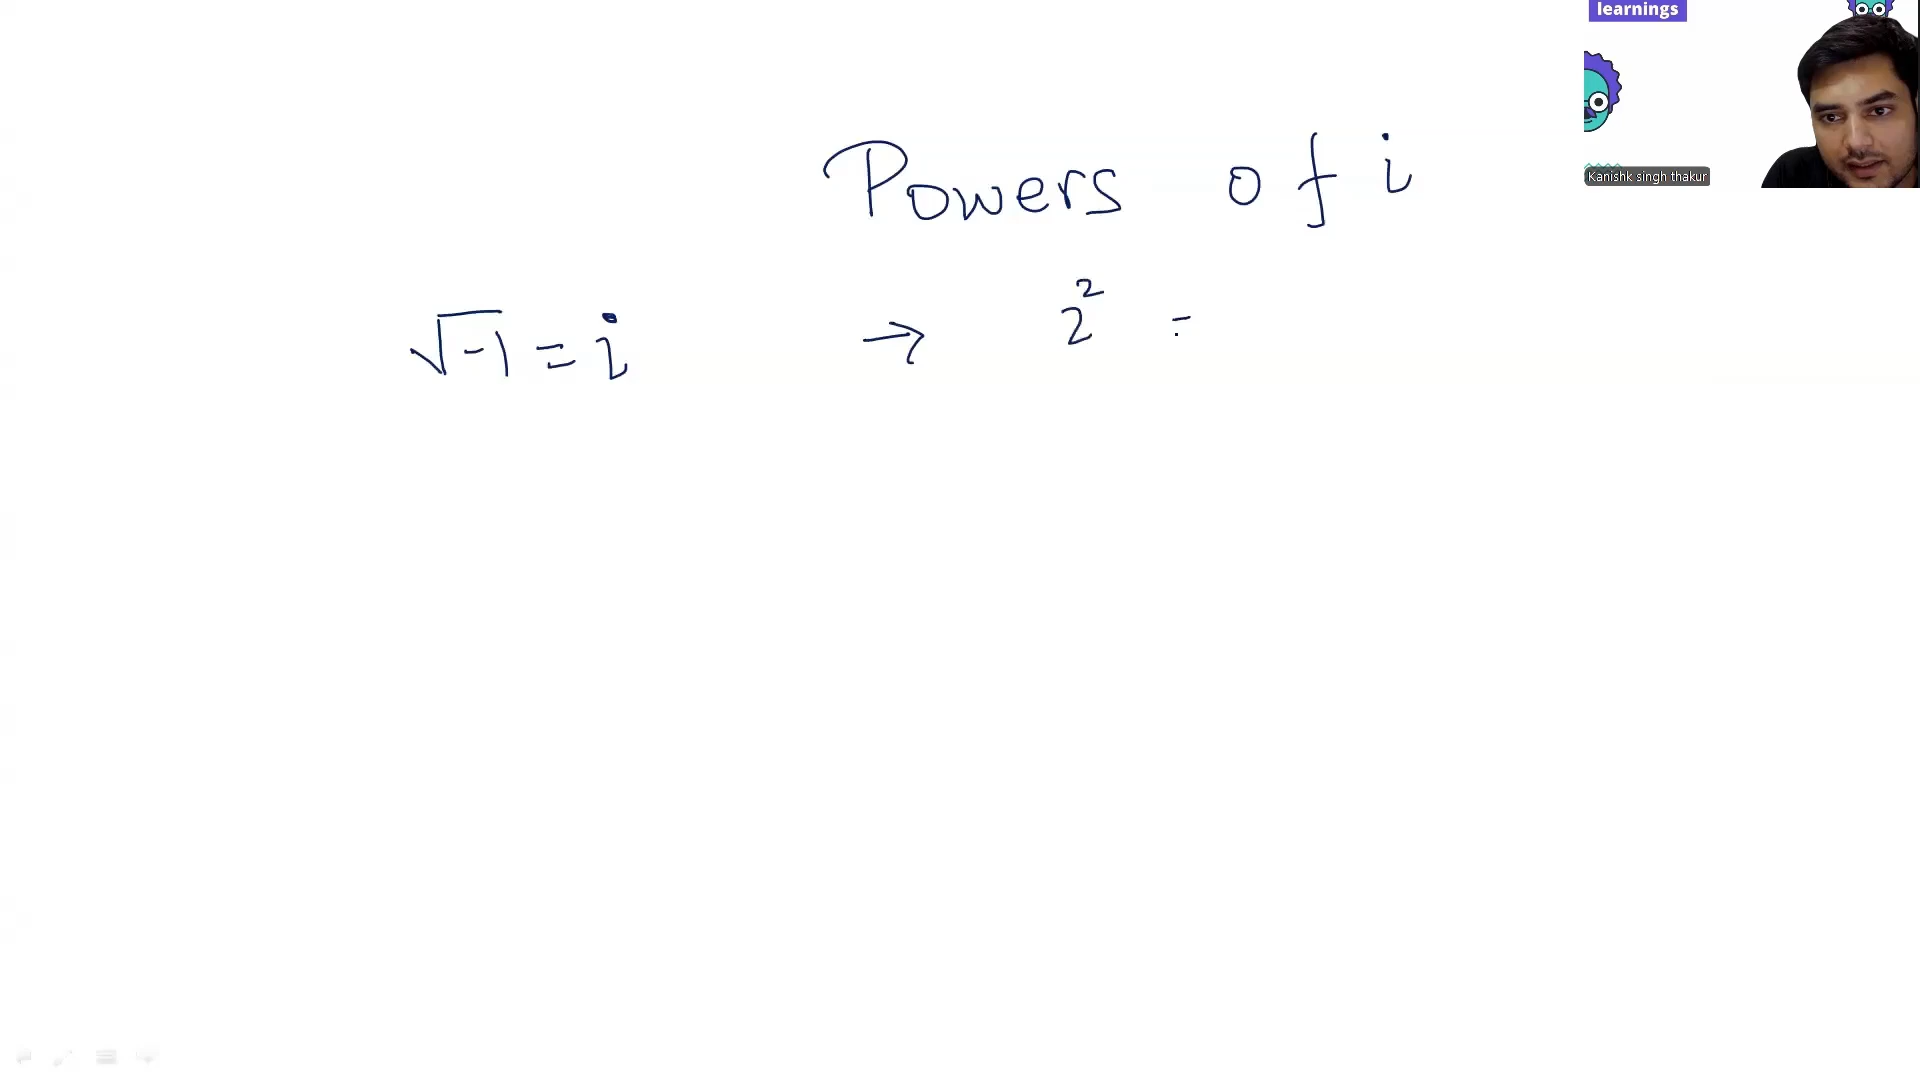 learnings
Kanishk singh thakur
Powers of i
√-1 = i → 2² =